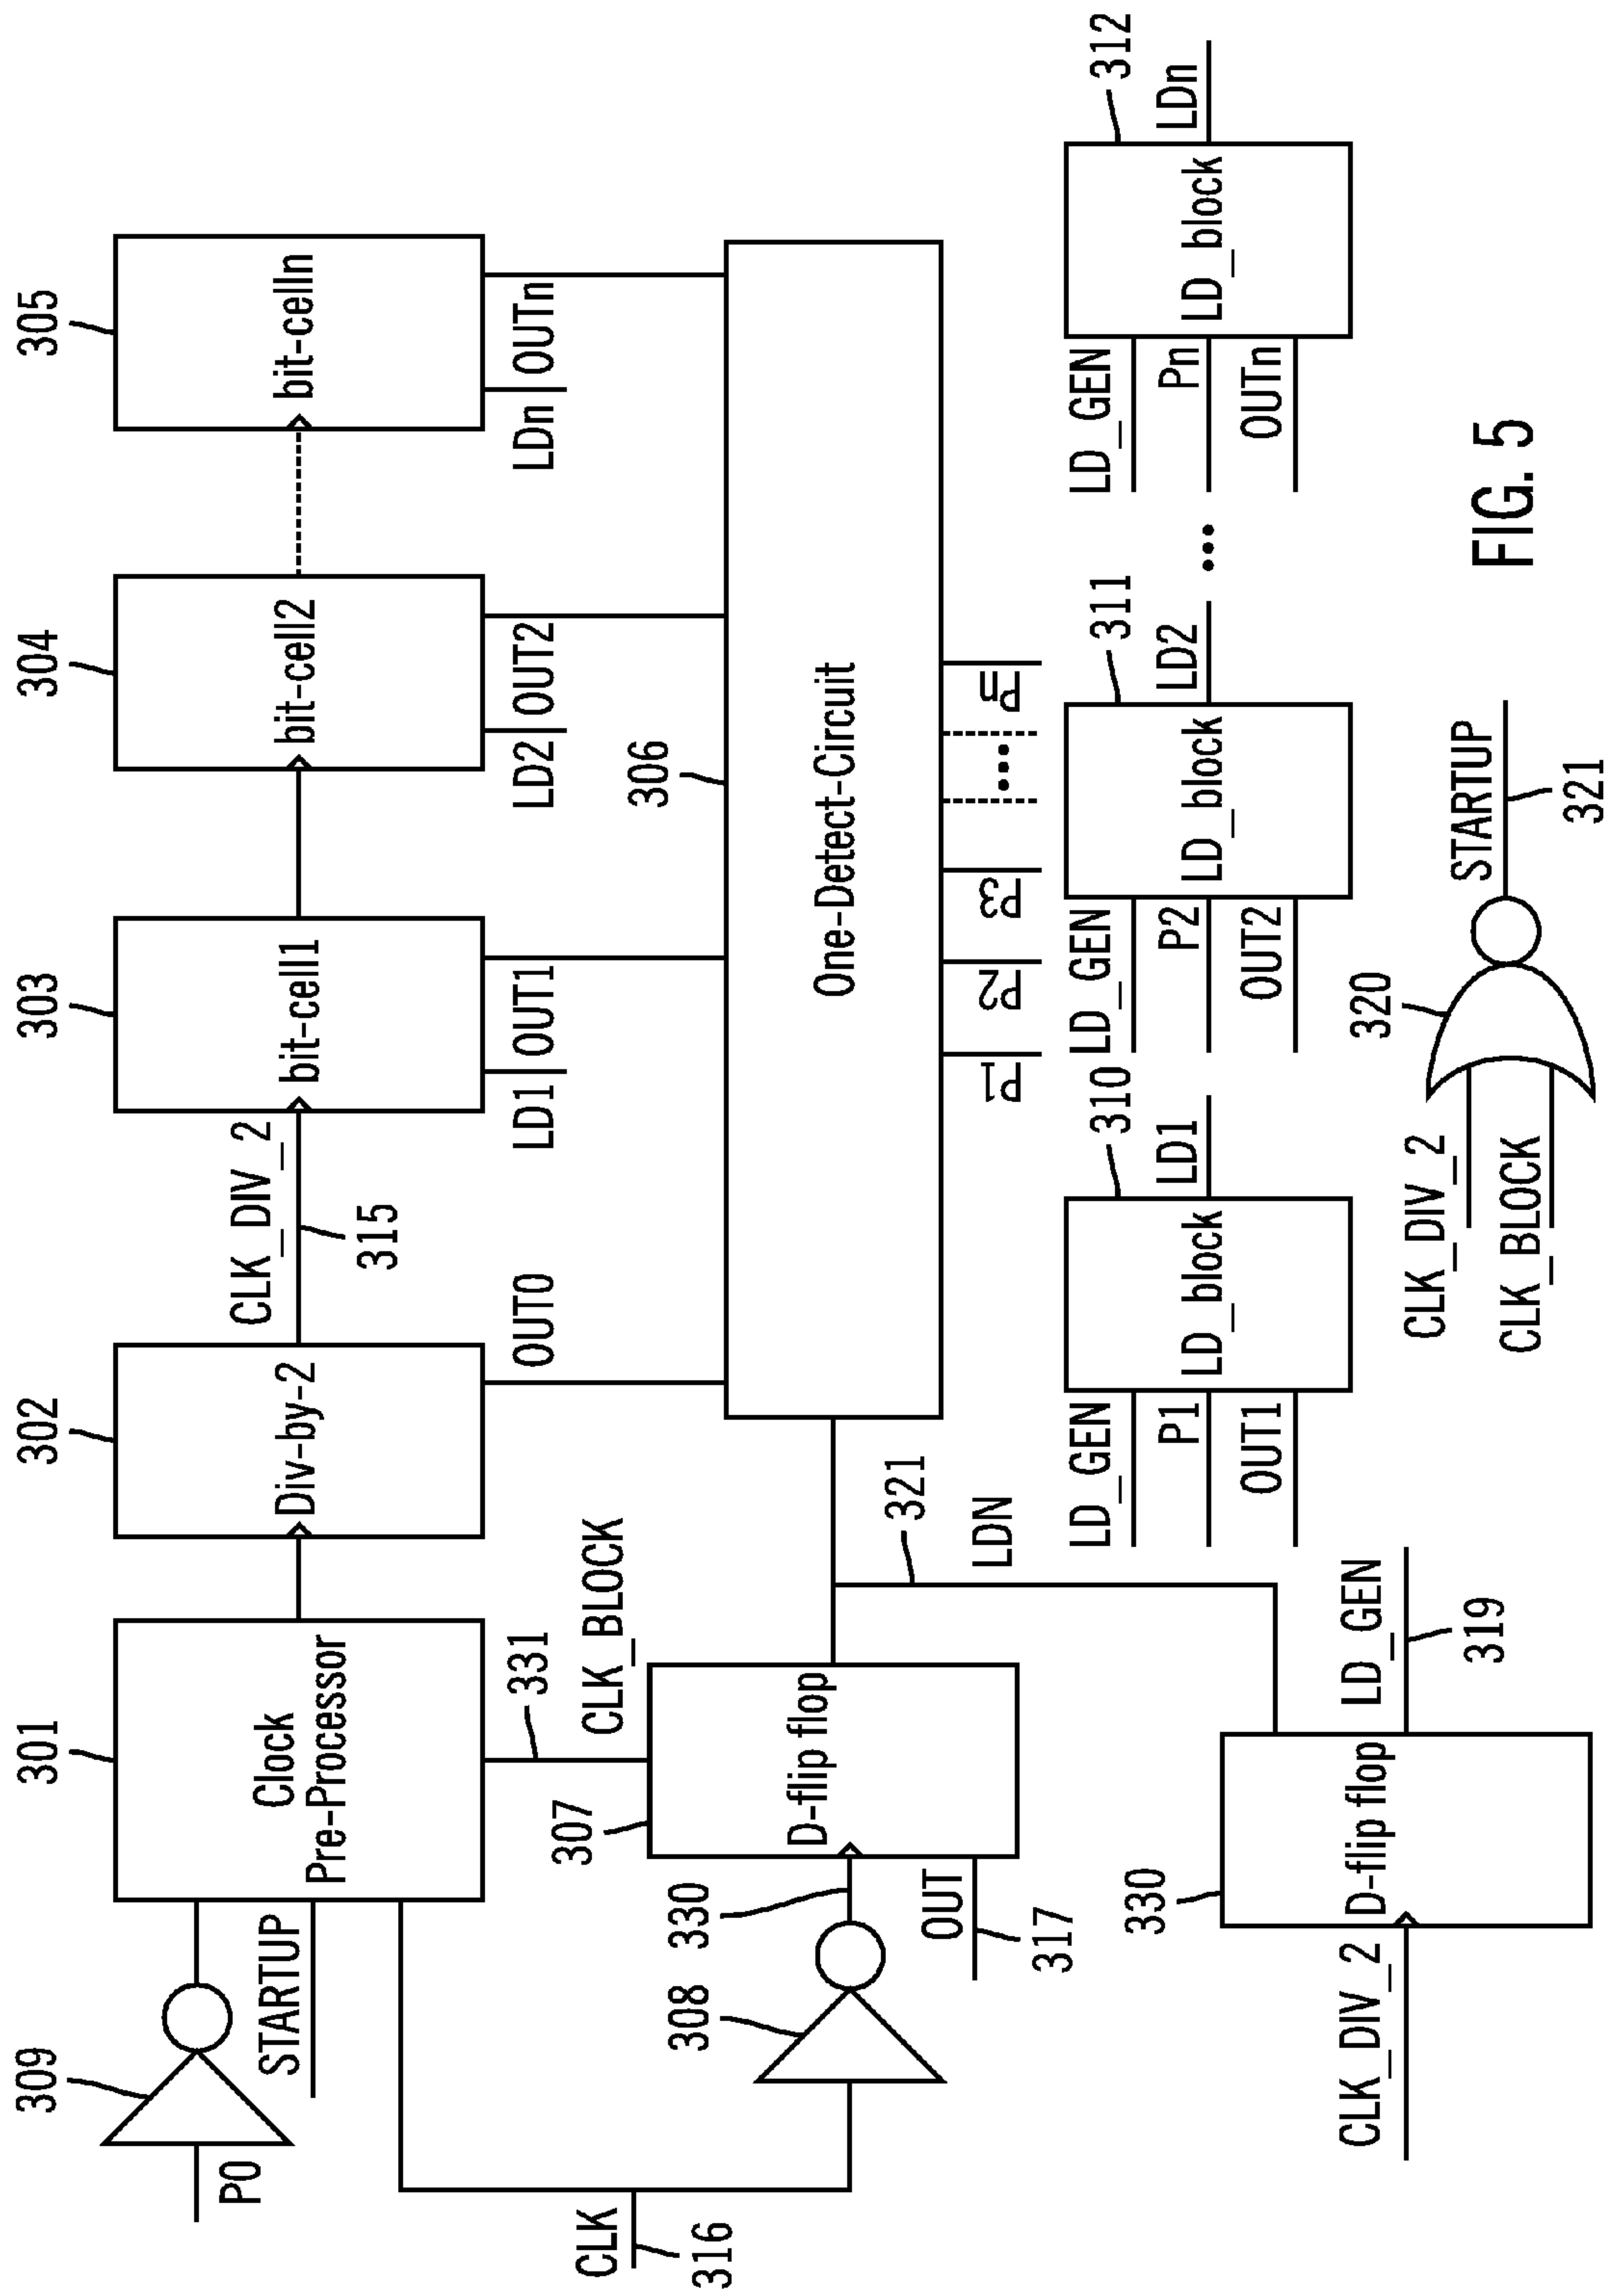 309
301
302
303
304
305
P0
STARTUP
Clock
Pre-Processor
Div-by-2
CLK_DIV_2
315
bit-cell1
bit-cell2
bit-celln
331
CLK_BLOCK
OUT0
LD1
OUT1
LD2
OUT2
LDn
OUTn
CLK
316
308
330
307
D-flip flop
OUT
317
321
LDN
306
One-Detect-Circuit
P1
P2
P3
...
Pn
CLK_DIV_2
330
D-flip flop
LD_GEN
319
LD_GEN
P1
OUT1
LD_block
310
LD1
LD_GEN
P2
OUT2
LD_block
311
LD2
...
LD_GEN
Pn
OUTn
LD_block
312
LDn
CLK_DIV_2
CLK_BLOCK
320
STARTUP
321
FIG. 5